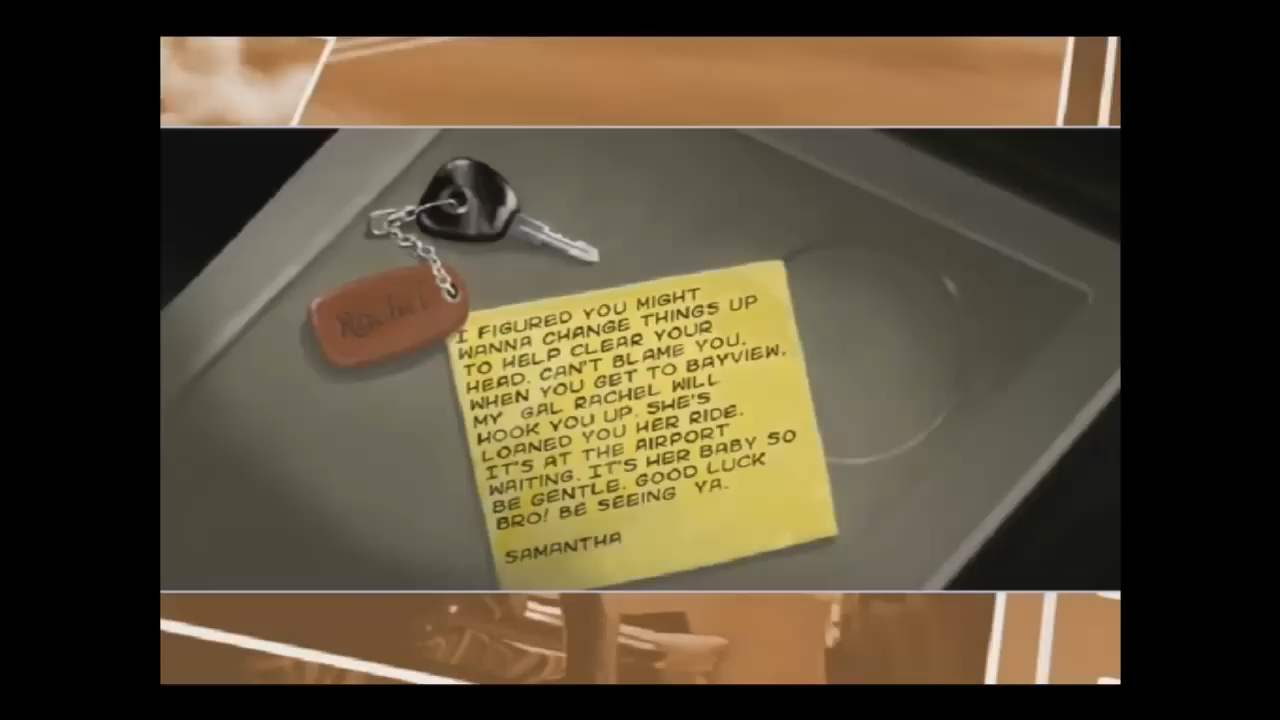 Rachel
I FIGURED YOU MIGHT
WANNA CHANGE THINGS UP
TO HELP CLEAR YOUR
HEAD. CAN'T BLAME YOU.
WHEN YOU GET TO BAYVIEW,
MY GAL RACHEL WILL
HOOK YOU UP. SHE'S
LOANED YOU HER RIDE.
IT'S AT THE AIRPORT
WAITING. IT'S HER BABY SO
BE GENTLE. GOOD LUCK
BRO! BE SEEING YA.
SAMANTHA